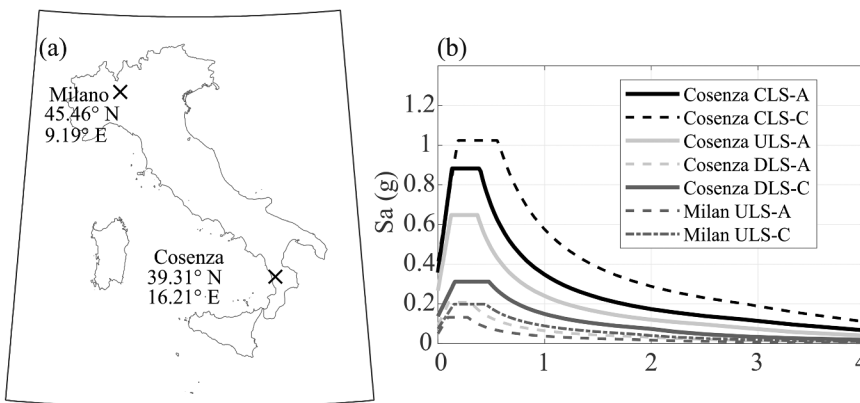 (a)
Milano
45.46° N
9.19° E
Cosenza
39.31° N
16.21° E
(b)
Sa (g)
1.2
1
0.8
0.6
0.4
0.2
0
0 1 2 3 4
Cosenza CLS-A
Cosenza CLS-C
Cosenza ULS-A
Cosenza DLS-A
Cosenza DLS-C
Milan ULS-A
Milan ULS-C